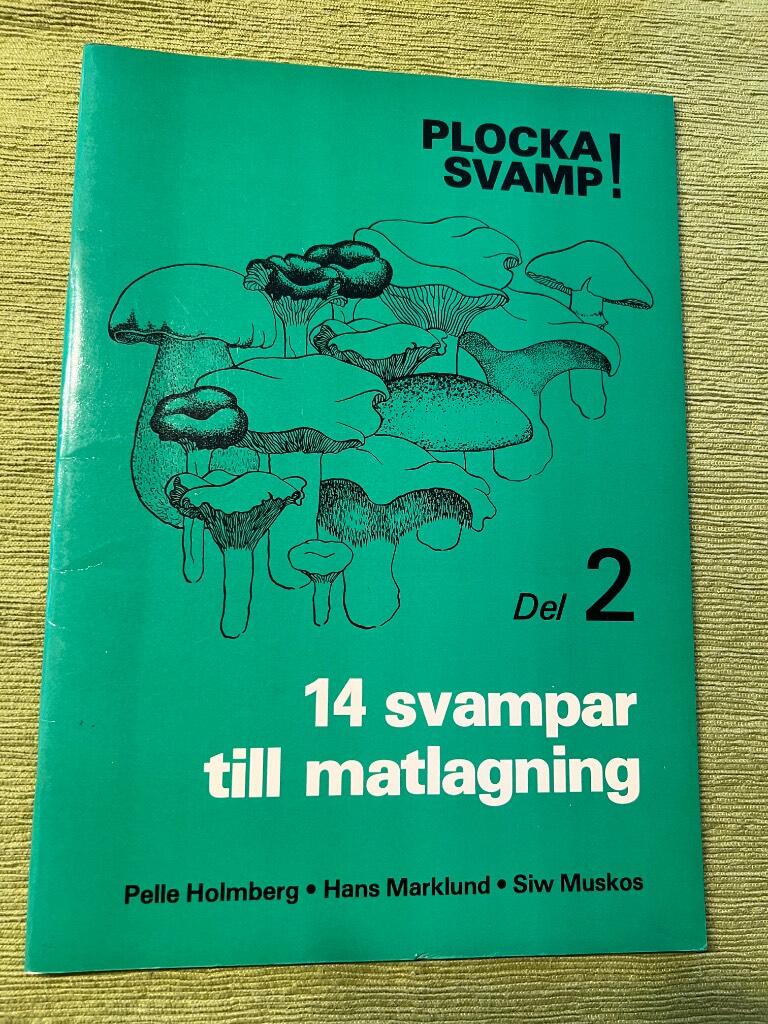 PLOCKA
SVAMP!
Del 2
14 svampar
till matlagning
Pelle Holmberg • Hans Marklund • Siw Muskos